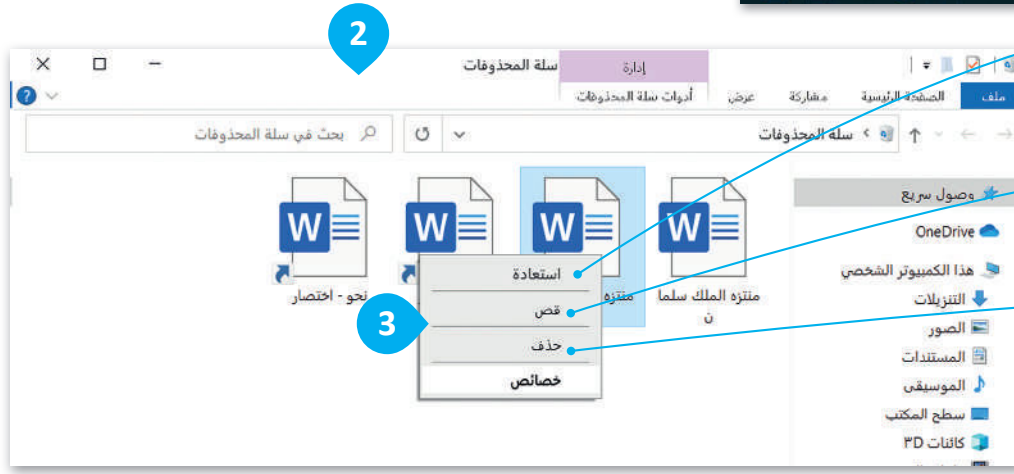 2
إدارة
سلة المحذوفات
ملف
الصفحة الرئيسية
مشاركة
عرض
أدوات سلة المحذوفات
سلة المحذوفات
بحث في سلة المحذوفات
وصول سريع
OneDrive
هذا الكمبيوتر الشخصي
التنزيلات
الصور
المستندات
الموسيقى
سطح المكتب
كائنات ٣D
منتزه الملك سلما
ن
منتزه
نحو - اختصار
3
استعادة
قص
حذف
خصائص